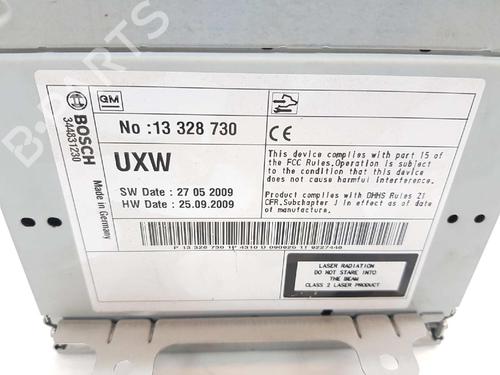 GM
BOSCH
344831230
Made in Germany
No :13 328 730
UXW
SW Date : 27 05 2009
HW Date : 25.09.2009
CE
This device complies with part 15 of
the FCC Rules.Operation is subject
to the condition that this device
does not cause harmful interference.
Product complies with DHHS Rules 21
CFR,Subchapter J in effect as of date
of manufacture.
LASER RADIATION
DO NOT STARE INTO
THE BEAM
CLASS 2 LASER PRODUCT
B-PARTS